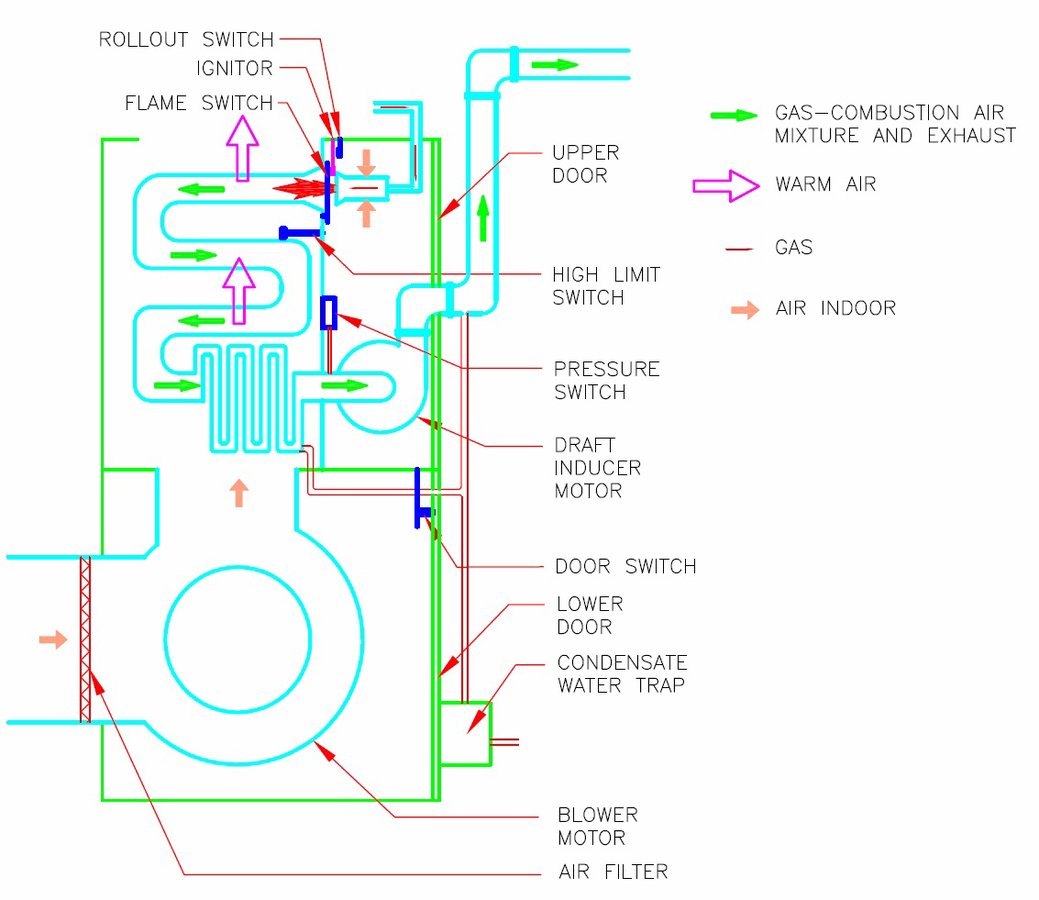 ROLLOUT SWITCH
IGNITOR
FLAME SWITCH
UPPER
DOOR
HIGH LIMIT
SWITCH
PRESSURE
SWITCH
DRAFT
INDUCER
MOTOR
DOOR SWITCH
LOWER
DOOR
CONDENSATE
WATER TRAP
BLOWER
MOTOR
AIR FILTER
GAS-COMBUSTION AIR
MIXTURE AND EXHAUST
WARM AIR
GAS
AIR INDOOR